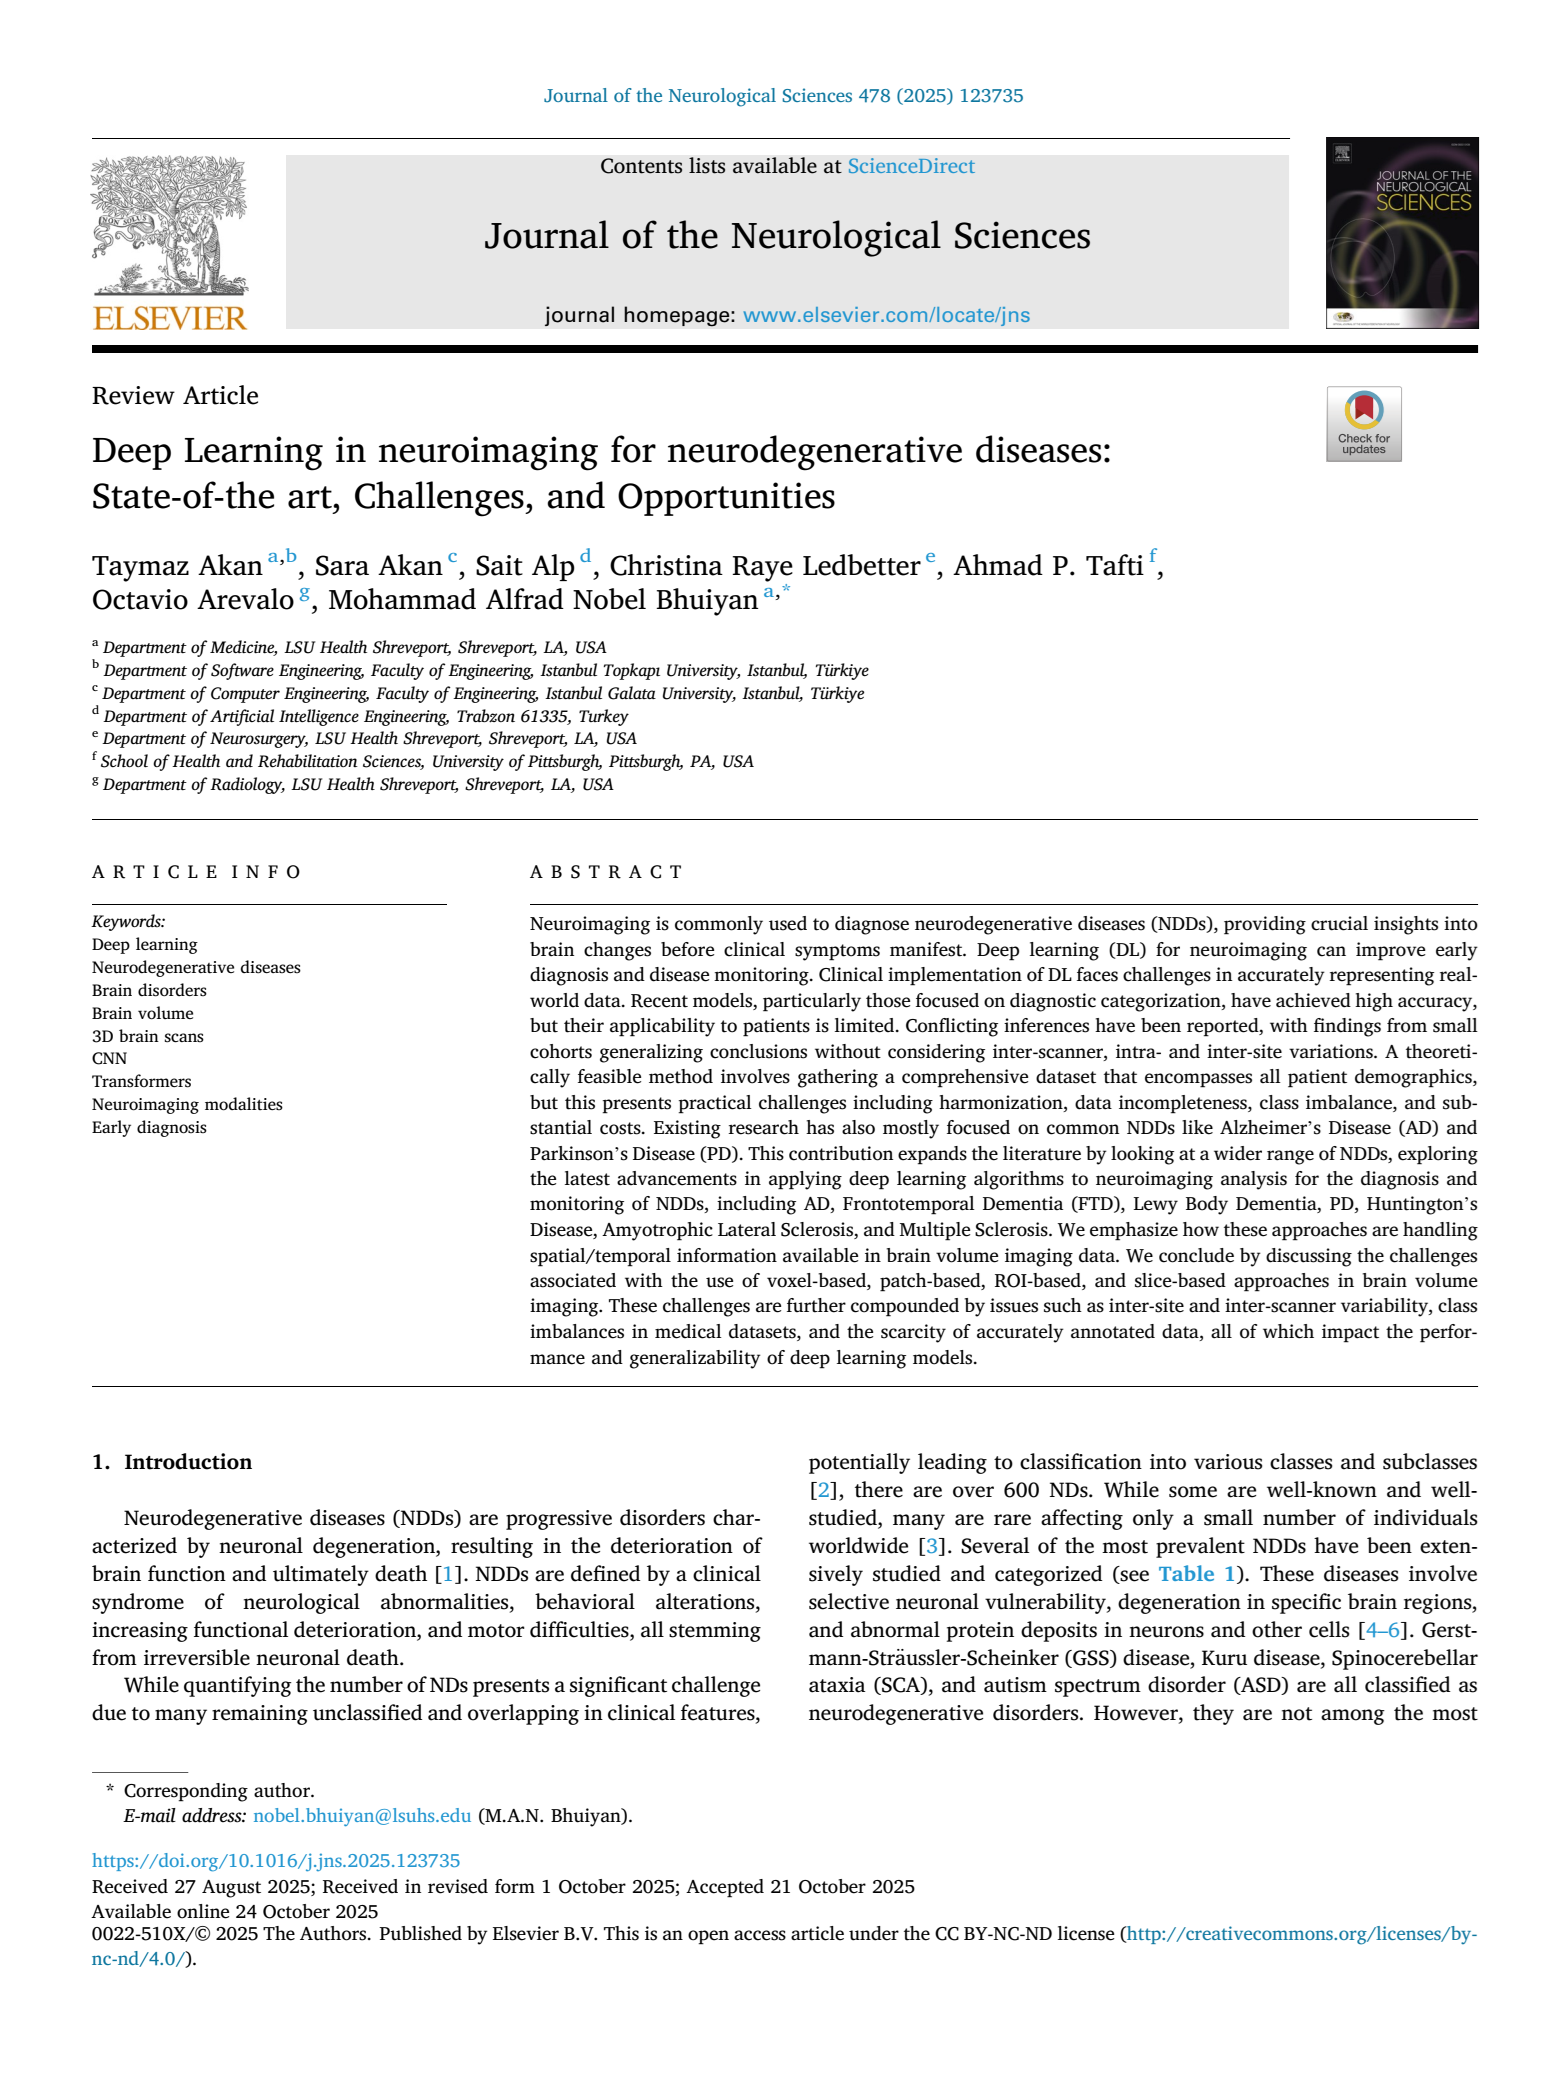 Journal of the Neurological Sciences 478 (2025) 123735
Contents lists available at ScienceDirect
Journal of the Neurological Sciences
journal homepage: www.elsevier.com/locate/jns
NON SOLUS
ELSEVIER
JOURNAL OF THE
NEUROLOGICAL
SCIENCES
Review Article
Check for
updates
Deep Learning in neuroimaging for neurodegenerative diseases:
State-of-the art, Challenges, and Opportunities
Taymaz Akan a,b, Sara Akan c, Sait Alp d, Christina Raye Ledbetter e, Ahmad P. Tafti f,
Octavio Arevalo g, Mohammad Alfrad Nobel Bhuiyan a,*
a Department of Medicine, LSU Health Shreveport, Shreveport, LA, USA
b Department of Software Engineering, Faculty of Engineering, Istanbul Topkapı University, Istanbul, Türkiye
c Department of Computer Engineering, Faculty of Engineering, Istanbul Galata University, Istanbul, Türkiye
d Department of Artificial Intelligence Engineering, Trabzon 61335, Turkey
e Department of Neurosurgery, LSU Health Shreveport, Shreveport, LA, USA
f School of Health and Rehabilitation Sciences, University of Pittsburgh, Pittsburgh, PA, USA
g Department of Radiology, LSU Health Shreveport, Shreveport, LA, USA
ARTICLE INFO
Keywords:
Deep learning
Neurodegenerative diseases
Brain disorders
Brain volume
3D brain scans
CNN
Transformers
Neuroimaging modalities
Early diagnosis
ABSTRACT
Neuroimaging is commonly used to diagnose neurodegenerative diseases (NDDs), providing crucial insights into
brain changes before clinical symptoms manifest. Deep learning (DL) for neuroimaging can improve early
diagnosis and disease monitoring. Clinical implementation of DL faces challenges in accurately representing real-
world data. Recent models, particularly those focused on diagnostic categorization, have achieved high accuracy,
but their applicability to patients is limited. Conflicting inferences have been reported, with findings from small
cohorts generalizing conclusions without considering inter-scanner, intra- and inter-site variations. A theoreti-
cally feasible method involves gathering a comprehensive dataset that encompasses all patient demographics,
but this presents practical challenges including harmonization, data incompleteness, class imbalance, and sub-
stantial costs. Existing research has also mostly focused on common NDDs like Alzheimer's Disease (AD) and
Parkinson's Disease (PD). This contribution expands the literature by looking at a wider range of NDDs, exploring
the latest advancements in applying deep learning algorithms to neuroimaging analysis for the diagnosis and
monitoring of NDDs, including AD, Frontotemporal Dementia (FTD), Lewy Body Dementia, PD, Huntington's
Disease, Amyotrophic Lateral Sclerosis, and Multiple Sclerosis. We emphasize how these approaches are handling
spatial/temporal information available in brain volume imaging data. We conclude by discussing the challenges
associated with the use of voxel-based, patch-based, ROI-based, and slice-based approaches in brain volume
imaging. These challenges are further compounded by issues such as inter-site and inter-scanner variability, class
imbalances in medical datasets, and the scarcity of accurately annotated data, all of which impact the perfor-
mance and generalizability of deep learning models.
1. Introduction
Neurodegenerative diseases (NDDs) are progressive disorders char-
acterized by neuronal degeneration, resulting in the deterioration of
brain function and ultimately death [1]. NDDs are defined by a clinical
syndrome of neurological abnormalities, behavioral alterations,
increasing functional deterioration, and motor difficulties, all stemming
from irreversible neuronal death.
While quantifying the number of NDs presents a significant challenge
due to many remaining unclassified and overlapping in clinical features,
potentially leading to classification into various classes and subclasses
[2], there are over 600 NDs. While some are well-known and well-
studied, many are rare affecting only a small number of individuals
worldwide [3]. Several of the most prevalent NDDs have been exten-
sively studied and categorized (see Table 1). These diseases involve
selective neuronal vulnerability, degeneration in specific brain regions,
and abnormal protein deposits in neurons and other cells [4–6]. Gerst-
mann-Sträussler-Scheinker (GSS) disease, Kuru disease, Spinocerebellar
ataxia (SCA), and autism spectrum disorder (ASD) are all classified as
neurodegenerative disorders. However, they are not among the most
* Corresponding author.
E-mail address: nobel.bhuiyan@lsuhs.edu (M.A.N. Bhuiyan).
https://doi.org/10.1016/j.jns.2025.123735
Received 27 August 2025; Received in revised form 1 October 2025; Accepted 21 October 2025
Available online 24 October 2025
0022-510X/© 2025 The Authors. Published by Elsevier B.V. This is an open access article under the CC BY-NC-ND license (http://creativecommons.org/licenses/by-
nc-nd/4.0/).